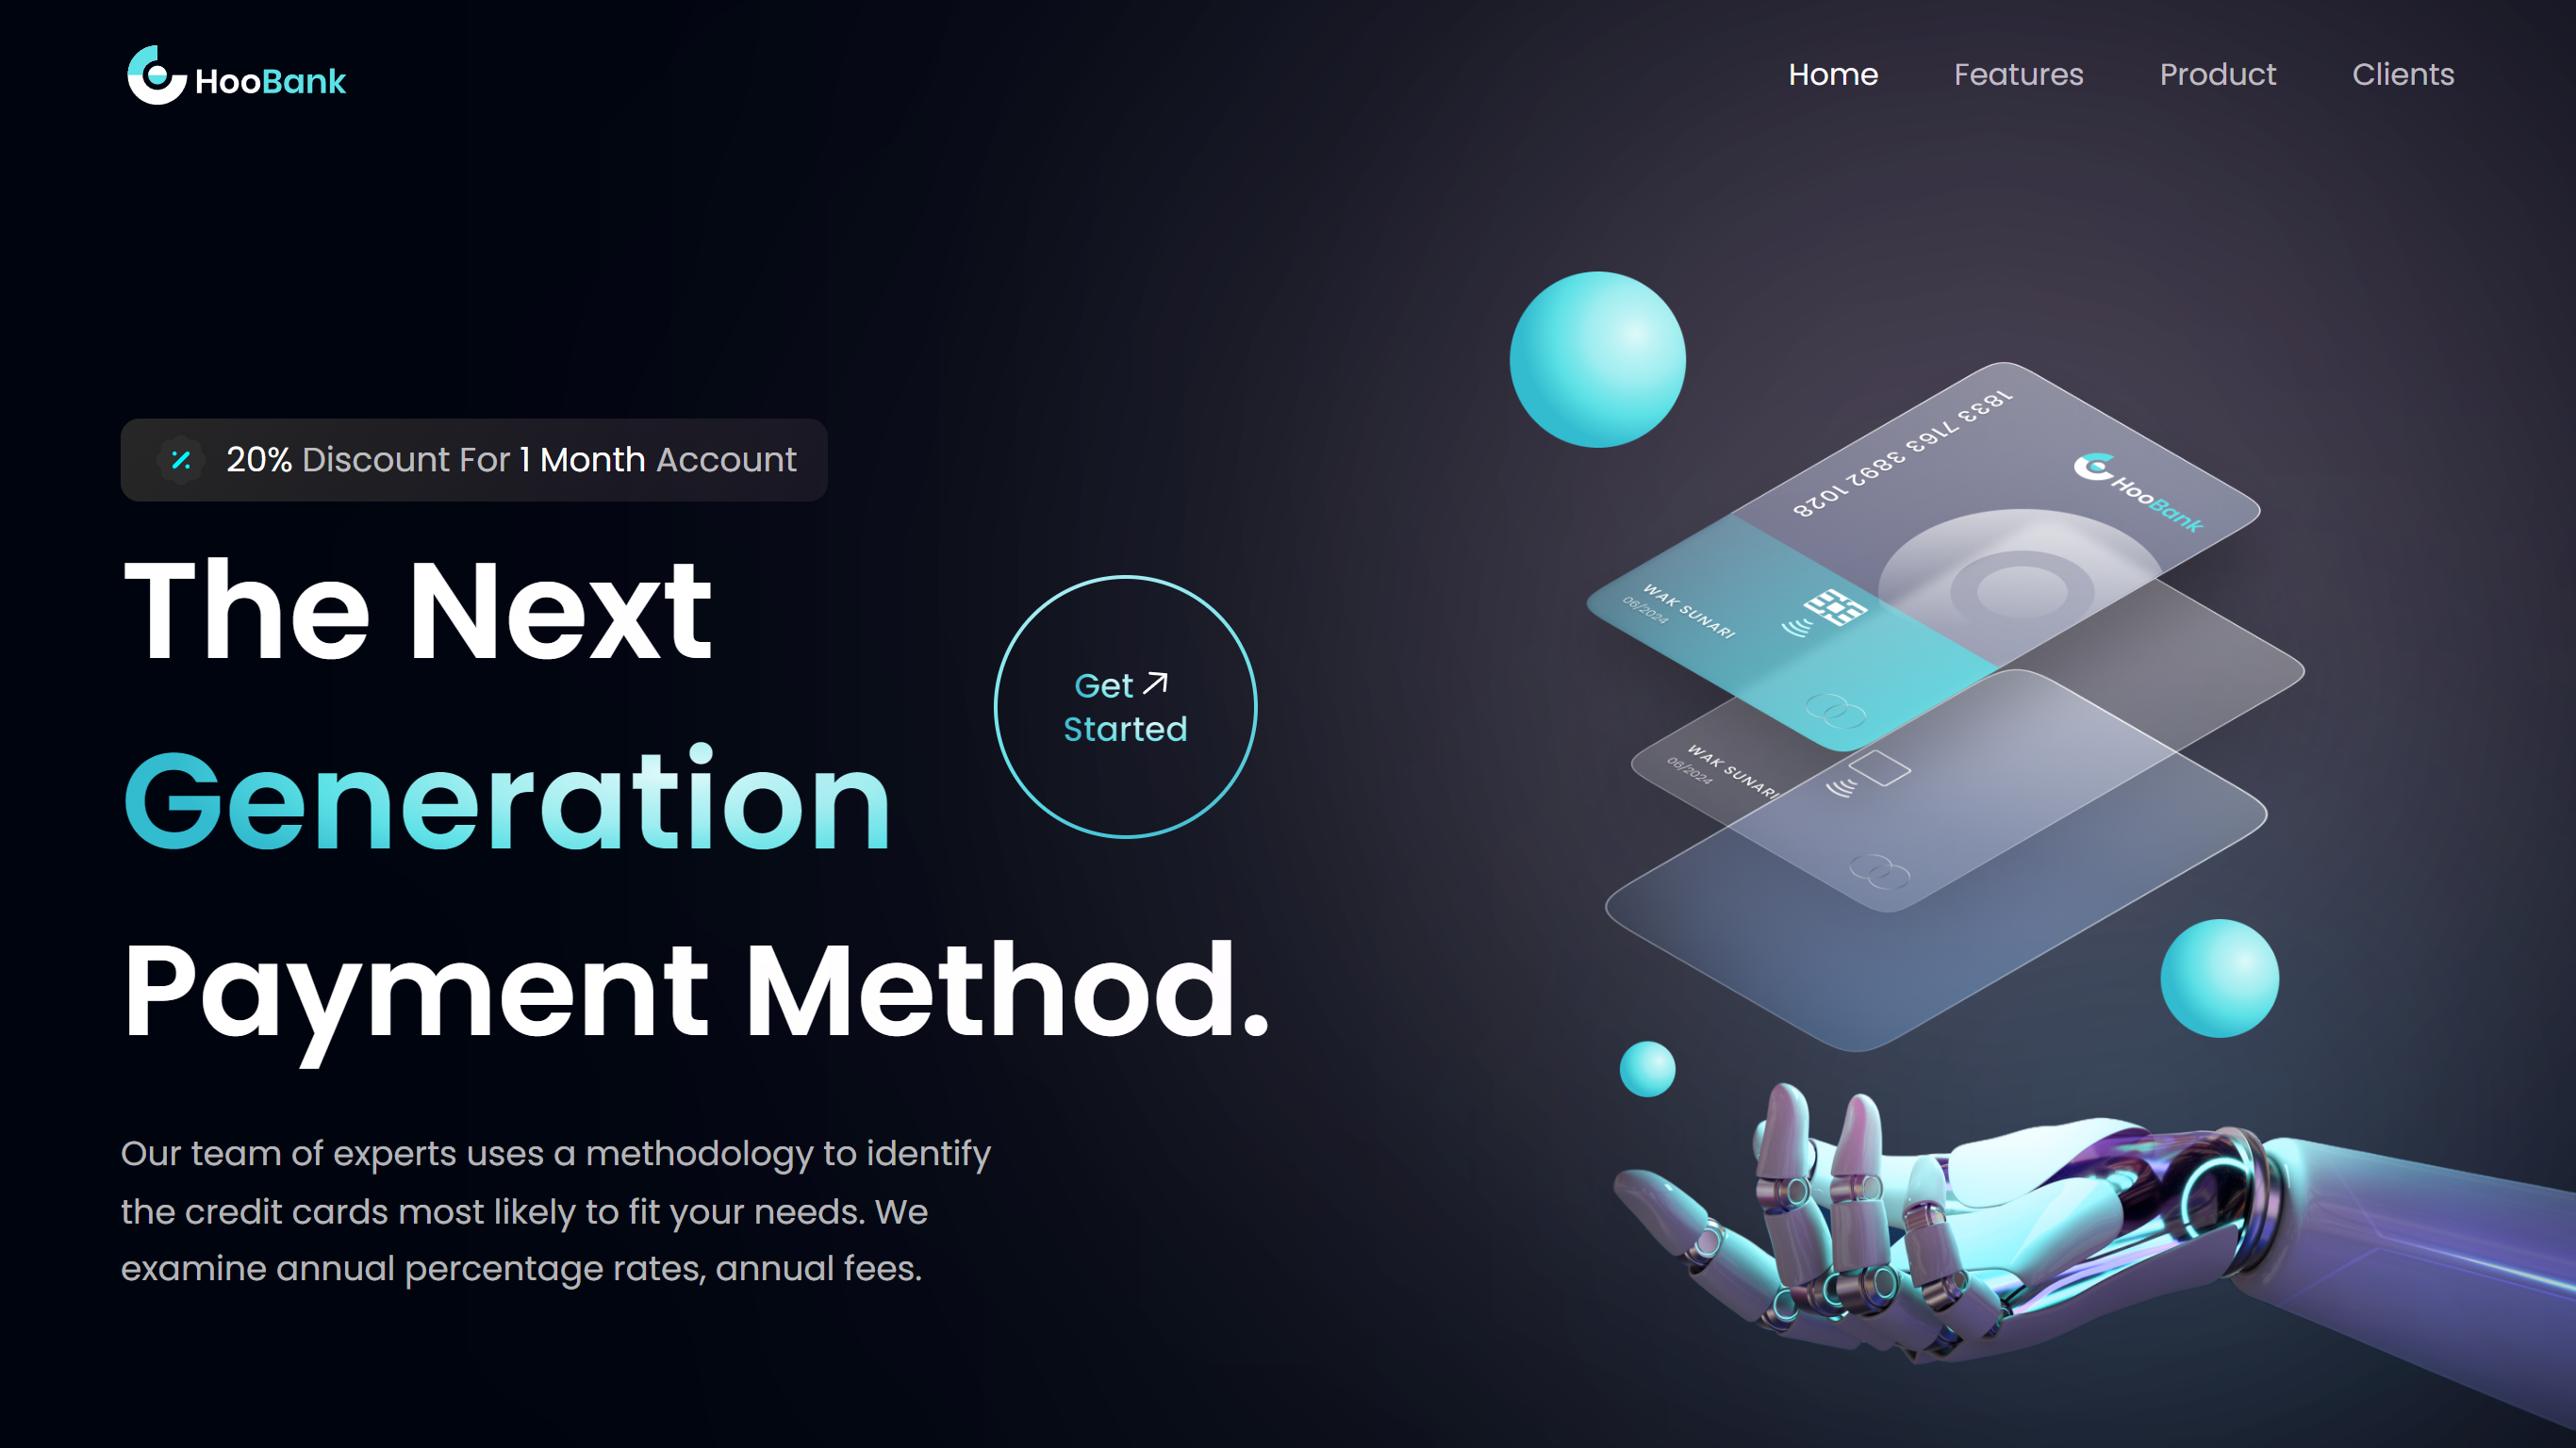 HooBank
Home Features Product Clients
20% Discount For 1 Month Account
The Next
Generation
Payment Method.
Get
Started
Our team of experts uses a methodology to identify
the credit cards most likely to fit your needs. We
examine annual percentage rates, annual fees.
1833 7163 3892 1028
HooBank
WAK SUNARI
06/2024
WAK SUNARI
06/2024